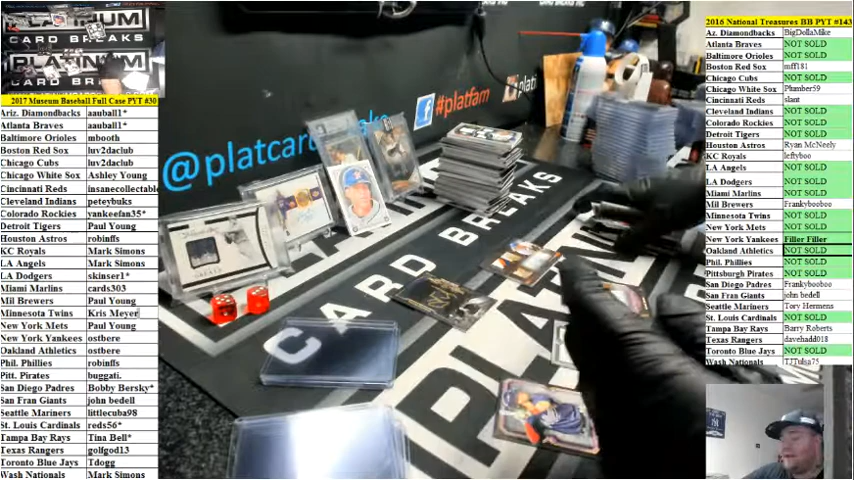 PLATINUM
CARD BREAKS
PLATINUM
CARD BREAKS
2017 Museum Baseball Full Case PYT #30
Ariz. Diamondbacks aauball1*
Atlanta Braves aauball1*
Baltimore Orioles mbooth
Boston Red Sox luv2daclub
Chicago Cubs luv2daclub
Chicago White Sox Ashley Young
Cincinnati Reds insanecollectable
Cleveland Indians peteybuks
Colorado Rockies yankeefan35*
Detroit Tigers Paul Young
Houston Astros robinffs
KC Royals Mark Simons
LA Angels Mark Simons
LA Dodgers skinser1*
Miami Marlins cards303
Mil Brewers Paul Young
Minnesota Twins Kris Meyer
New York Mets Paul Young
New York Yankees ostbere
Oakland Athletics ostbere
Phil. Phillies robinffs
Pitt. Pirates buggati.
San Diego Padres Bobby Bersky*
San Fran Giants john bedell
Seattle Mariners littlecuba98
St. Louis Cardinals reds56*
Tampa Bay Rays Tina Bell*
Texas Rangers golfgod13
Toronto Blue Jays Tdogg
Wash Nationals Mark Simons
@platcardbreaks
#platfam
CARD BREAKS
2016 National Treasures BB PYT #143
Az. Diamondbacks BigDollaMike
Atlanta Braves NOT SOLD
Baltimore Orioles NOT SOLD
Boston Red Sox mff181
Chicago Cubs NOT SOLD
Chicago White Sox Plumber59
Cincinnati Reds slant
Cleveland Indians NOT SOLD
Colorado Rockies NOT SOLD
Detroit Tigers NOT SOLD
Houston Astros Ryan McNeely
KC Royals leftyboo
LA Angels NOT SOLD
LA Dodgers NOT SOLD
Miami Marlins NOT SOLD
Mil Brewers Frankybooboo
Minnesota Twins NOT SOLD
New York Mets NOT SOLD
New York Yankees Filler Filler
Oakland Athletics NOT SOLD
Phil. Phillies NOT SOLD
Pittsburgh Pirates NOT SOLD
San Diego Padres Frankybooboo
San Fran Giants john bedell
Seattle Mariners Tory Hermens
St. Louis Cardinals NOT SOLD
Tampa Bay Rays Barry Roberts
Texas Rangers davehadd018
Toronto Blue Jays NOT SOLD
Wash Nationals TJTulsa75